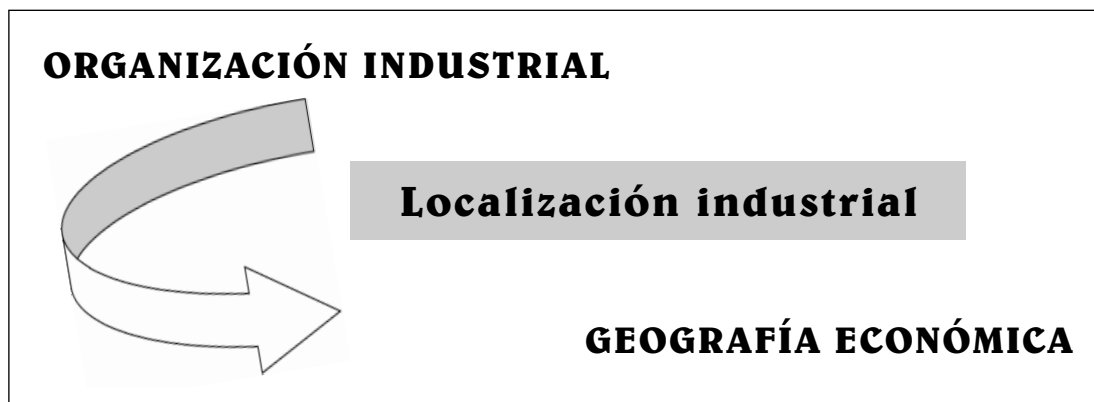 ORGANIZACIÓN INDUSTRIAL
Localización industrial
GEOGRAFÍA ECONÓMICA